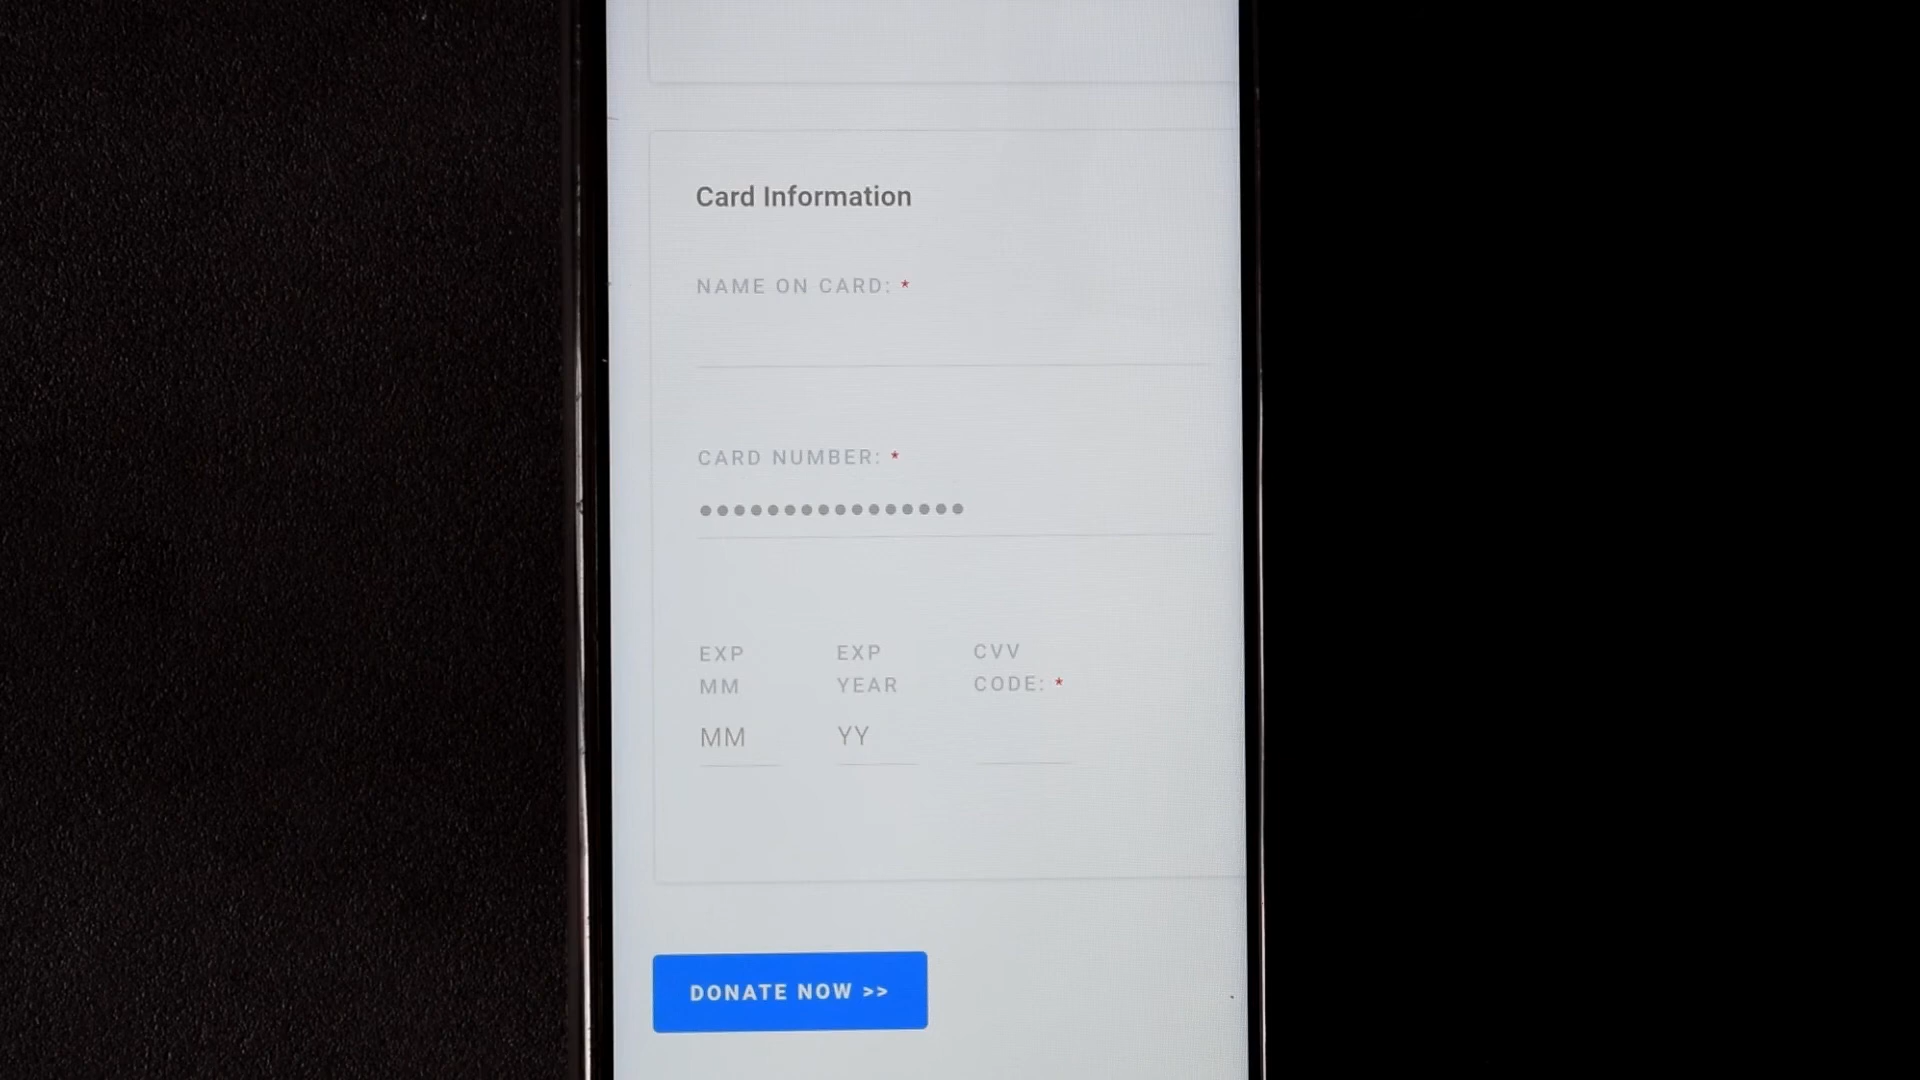 Card Information
NAME ON CARD: *
CARD NUMBER: *
••••••••••••••••
EXP MM
EXP YEAR
CVV CODE: *
MM
YY
DONATE NOW >>